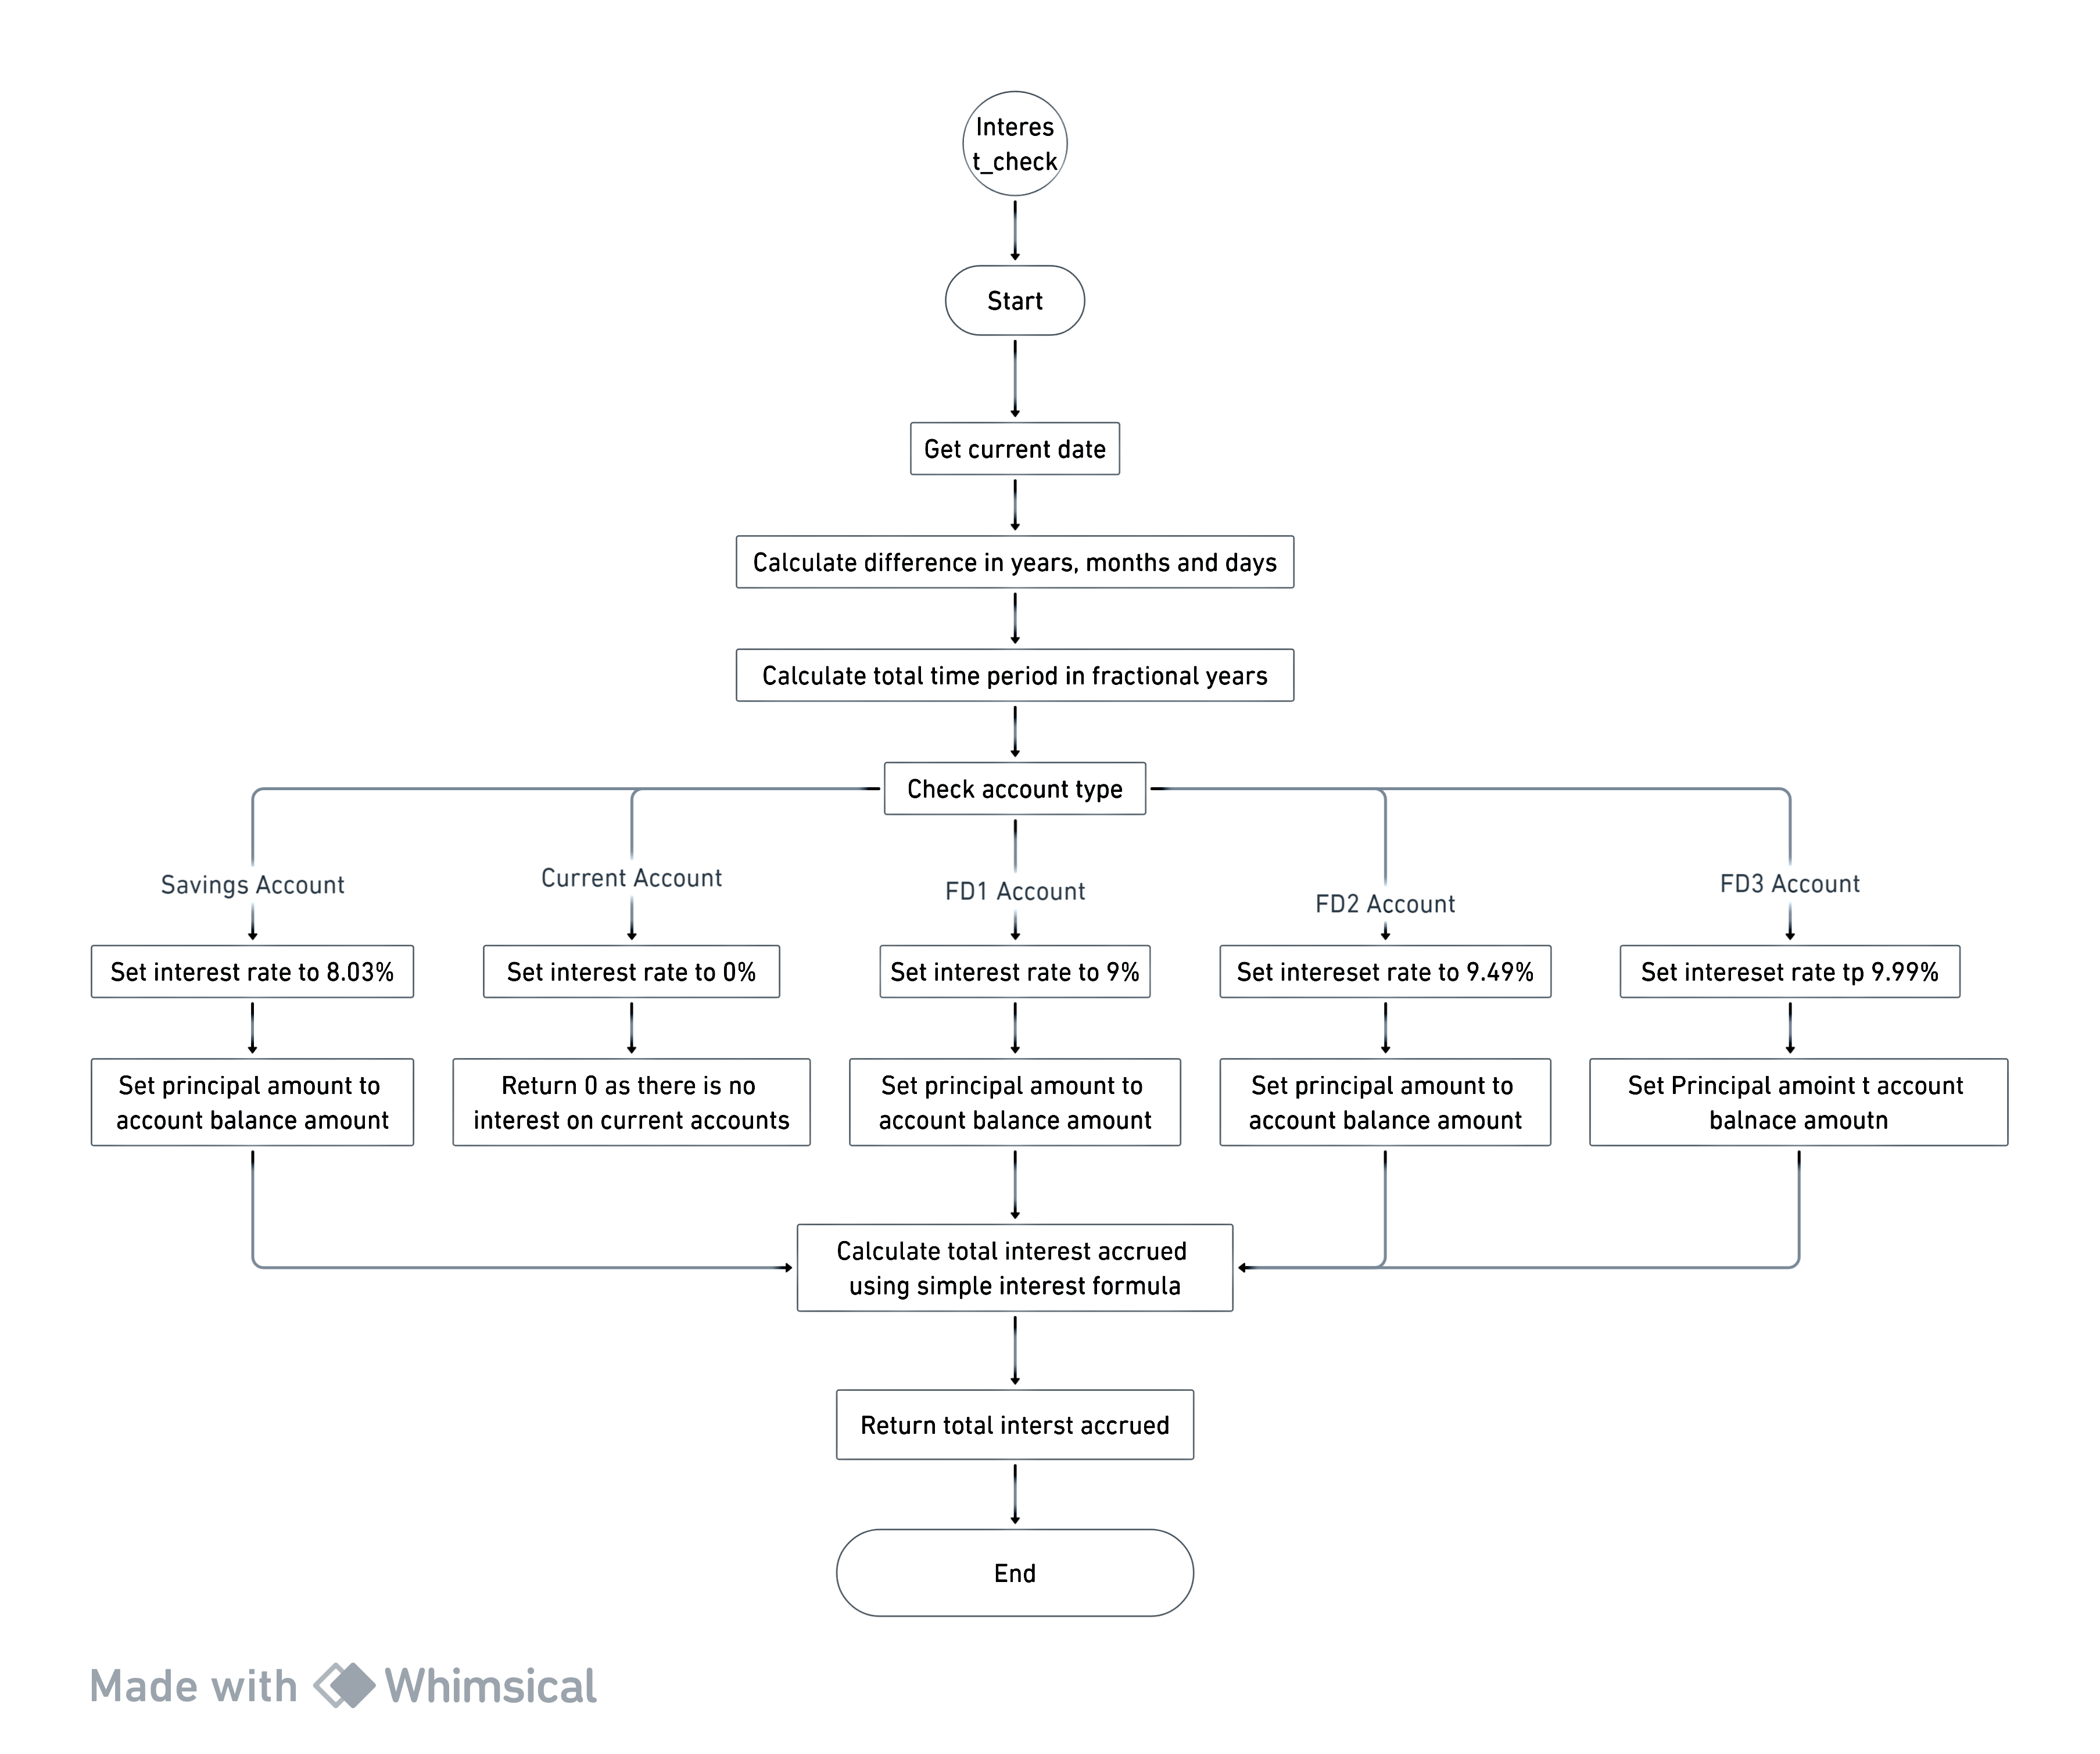 Interes
t_check
Start
Get current date
Calculate difference in years, months and days
Calculate total time period in fractional years
Check account type
Savings Account
Current Account
FD1 Account
FD2 Account
FD3 Account
Set interest rate to 8.03%
Set interest rate to 0%
Set interest rate to 9%
Set intereset rate to 9.49%
Set intereset rate tp 9.99%
Set principal amount to
account balance amount
Return 0 as there is no
interest on current accounts
Set principal amount to
account balance amount
Set principal amount to
account balance amount
Set Principal amoint t account
balnace amoutn
Calculate total interest accrued
using simple interest formula
Return total interst accrued
End
Made with Whimsical